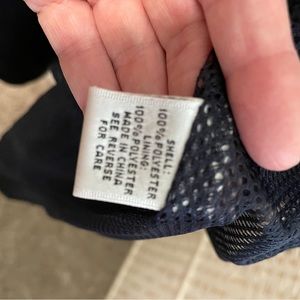 SHELL:
100% POLYESTER
LINING:
100% POLYESTER
MADE IN CHINA
SEE REVERSE
FOR CARE